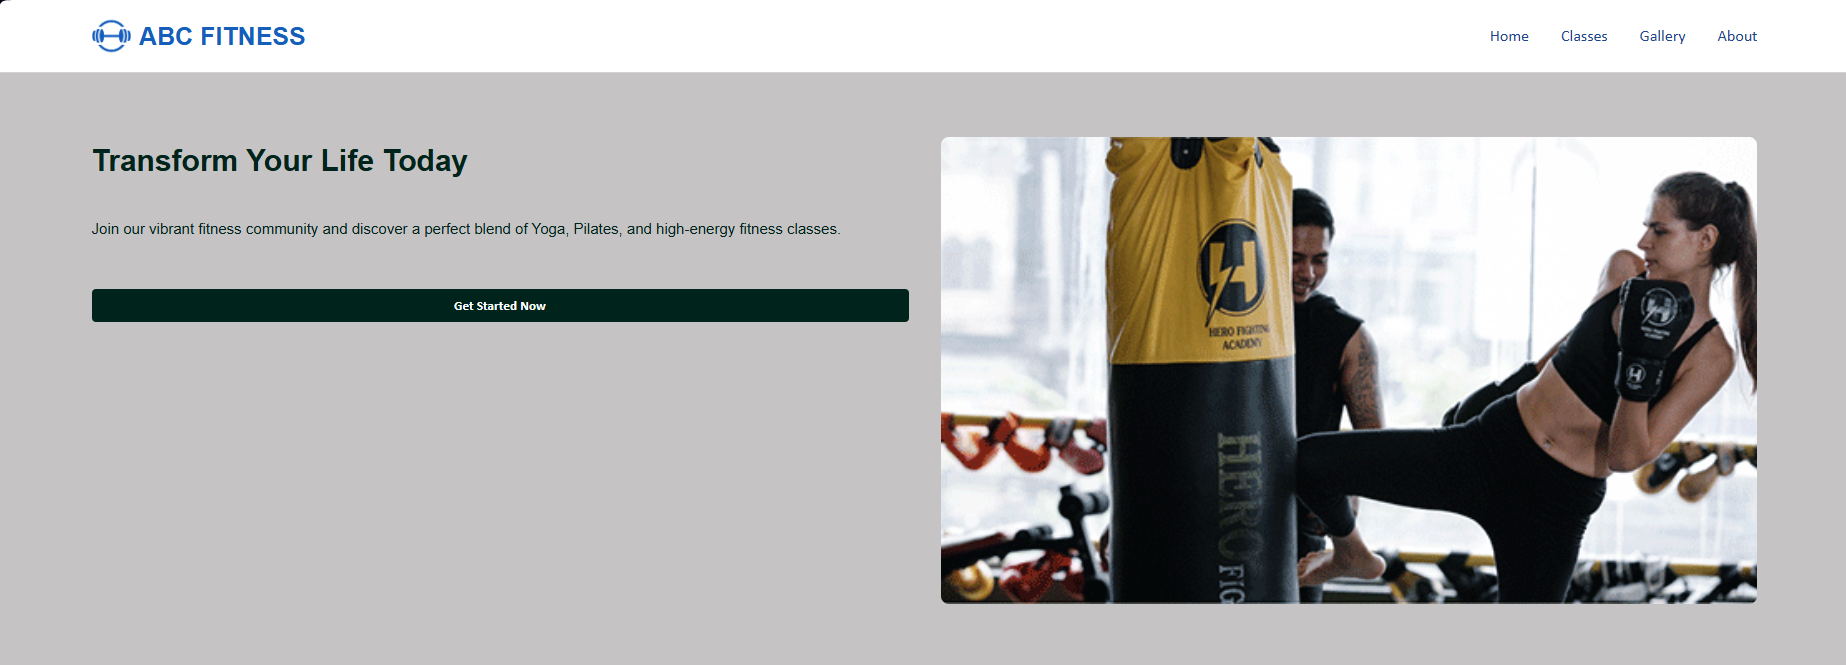 ABC FITNESS
Home Classes Gallery About
Transform Your Life Today
Join our vibrant fitness community and discover a perfect blend of Yoga, Pilates, and high-energy fitness classes.
Get Started Now
H
HERO FIGHTING
ACADEMY
HERO FIG
H
H